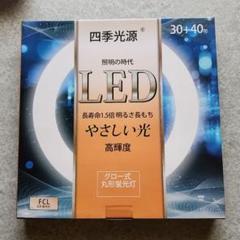 四季光源®
30+40形
照明の時代
LED
長寿命1.5倍 明るさ長もち
やさしい光
高輝度
グロー式
丸形蛍光灯
FCL